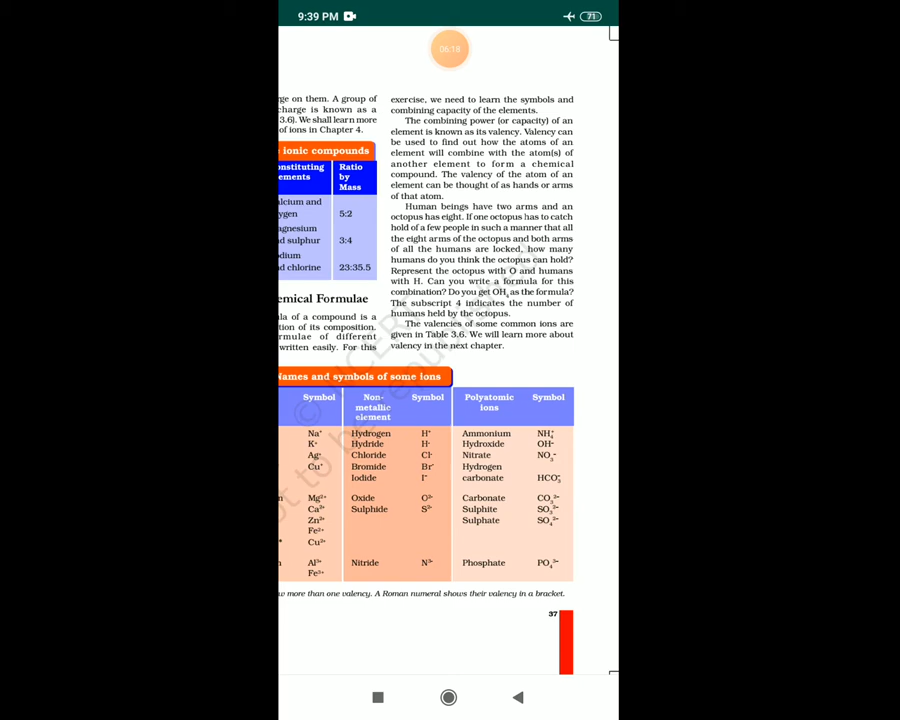 9:39 PM
71
06:18
rge on them. A group of
charge is known as a
3.6). We shall learn more
of ions in Chapter 4.
ionic compounds
onstituting Ratio
ements by
Mass
alcium and
ygen 5:2
agnesium
nd sulphur 3:4
odium
nd chlorine 23:35.5
emical Formulae
ula of a compound is a
tion of its composition.
rmulae of different
written easily. For this
exercise, we need to learn the symbols and
combining capacity of the elements.
The combining power (or capacity) of an
element is known as its valency. Valency can
be used to find out how the atoms of an
element will combine with the atom(s) of
another element to form a chemical
compound. The valency of the atom of an
element can be thought of as hands or arms
of that atom.
Human beings have two arms and an
octopus has eight. If one octopus has to catch
hold of a few people in such a manner that all
the eight arms of the octopus and both arms
of all the humans are locked, how many
humans do you think the octopus can hold?
Represent the octopus with O and humans
with H. Can you write a formula for this
combination? Do you get OH₄ as the formula?
The subscript 4 indicates the number of
humans held by the octopus.
The valencies of some common ions are
given in Table 3.6. We will learn more about
valency in the next chapter.
Names and symbols of some ions
Symbol Non- Symbol Polyatomic Symbol
metallic ions
element
Na⁺ Hydrogen H⁺ Ammonium NH₄⁺
K⁺ Hydride H⁻ Hydroxide OH⁻
Ag⁺ Chloride Cl⁻ Nitrate NO₃⁻
Cu⁺ Bromide Br⁻ Hydrogen
Iodide I⁻ carbonate HCO₃⁻
n Mg²⁺ Oxide O²⁻ Carbonate CO₃²⁻
Ca²⁺ Sulphide S²⁻ Sulphite SO₃²⁻
Zn²⁺ Sulphate SO₄²⁻
Fe²⁺
* Cu²⁺
n Al³⁺ Nitride N³⁻ Phosphate PO₄³⁻
Fe³⁺
w more than one valency. A Roman numeral shows their valency in a bracket.
37
© NCERT
not to be republished